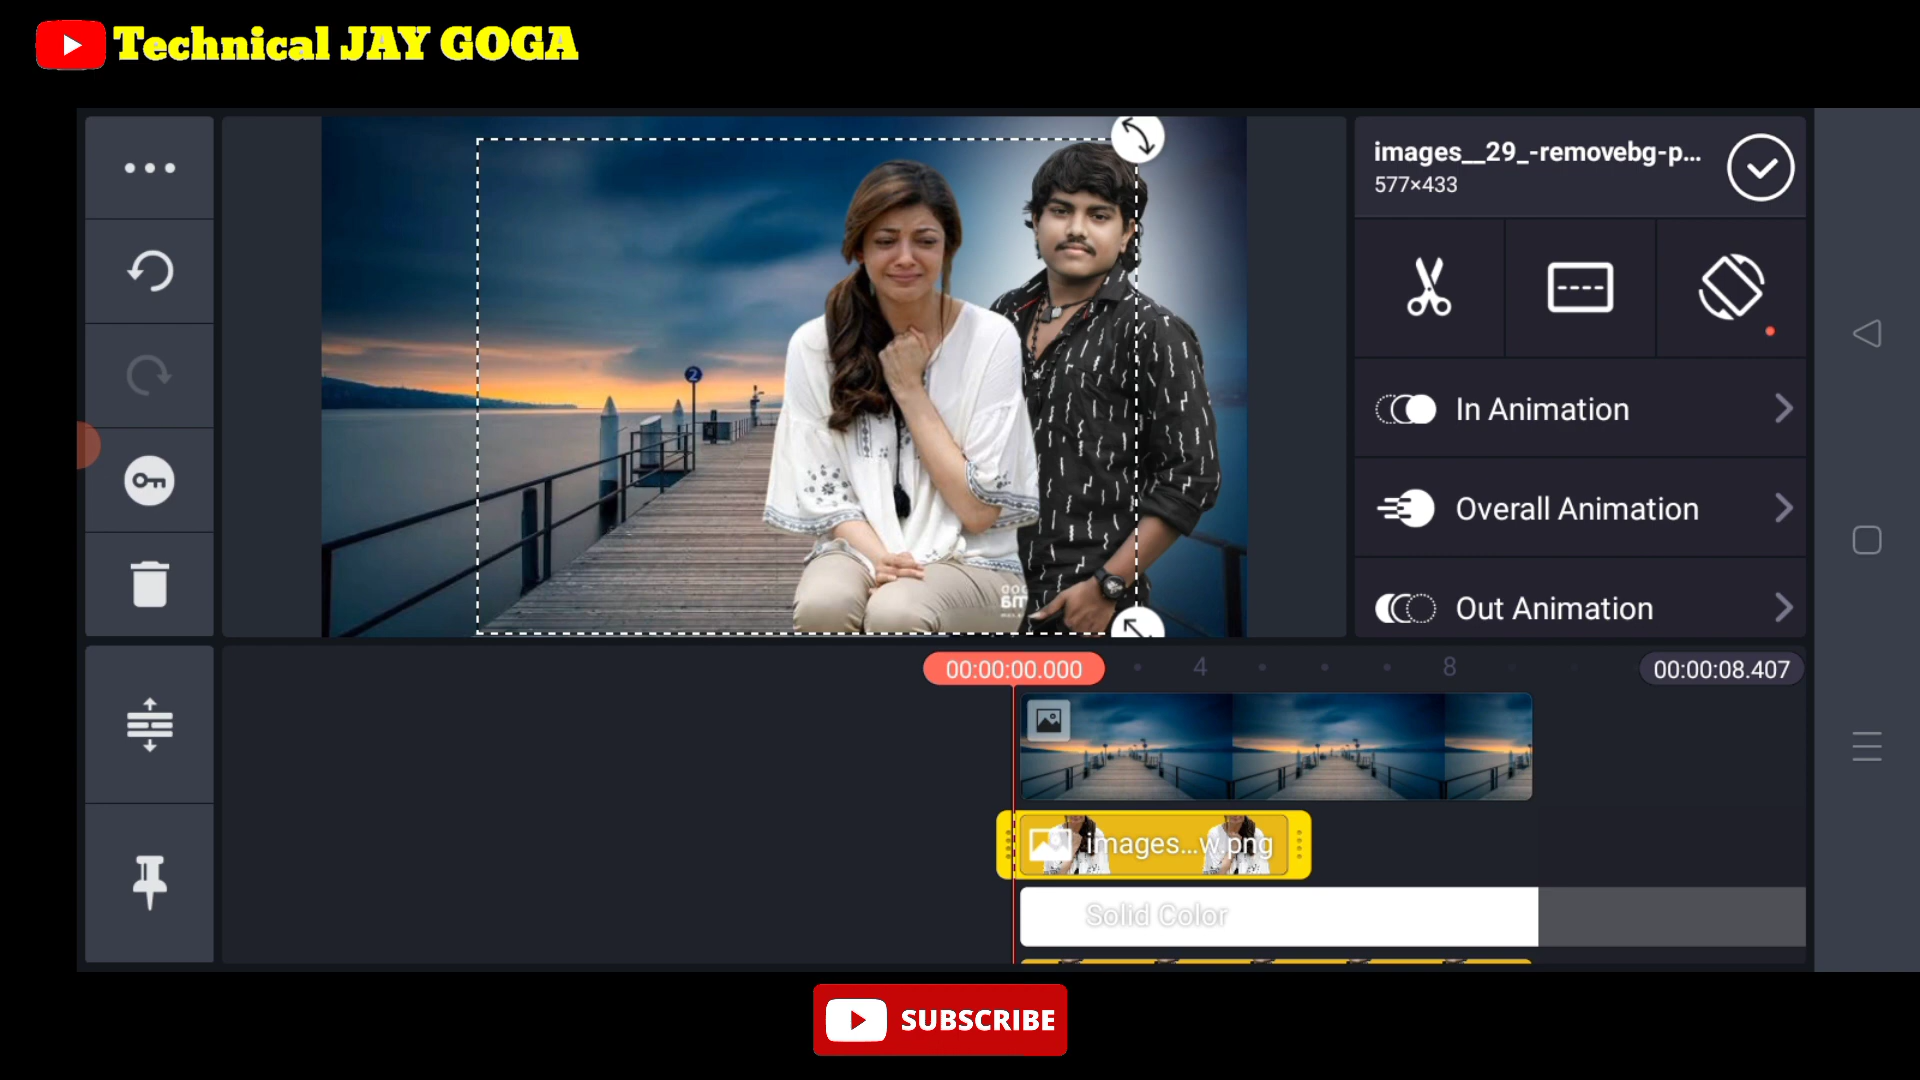 Technical JAY GOGA
images__29_-removebg-p...
577×433
In Animation
Overall Animation
Out Animation
2
00:00:00.000
4
8
00:00:08.407
images...w.png
Solid Color
SUBSCRIBE